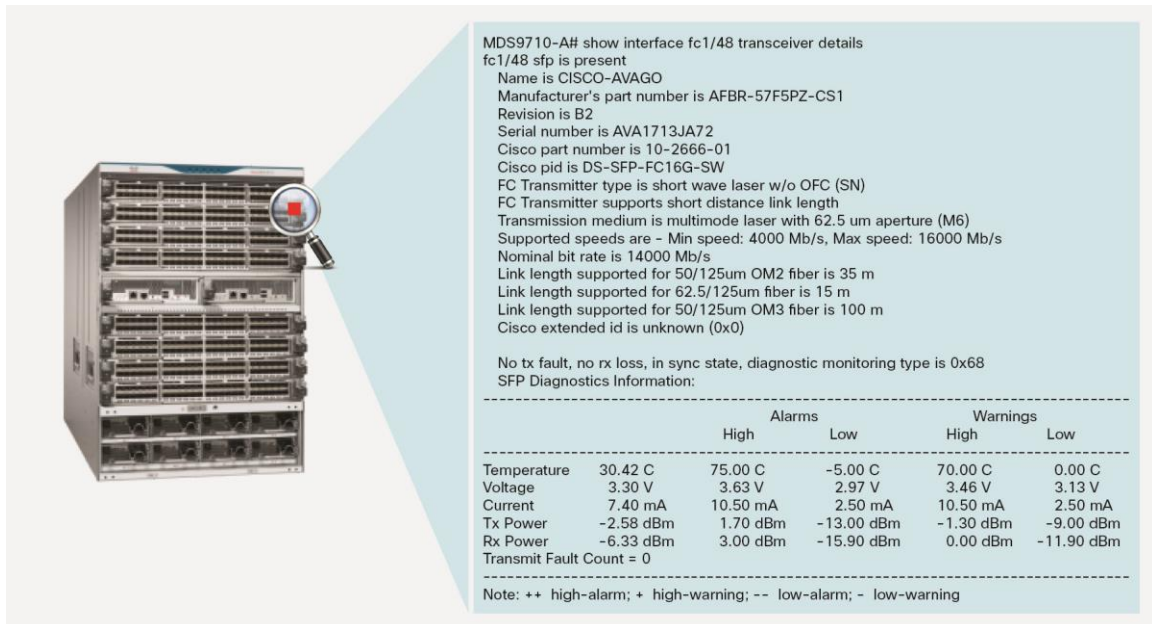 MDS9710-A# show interface fc1/48 transceiver details
fc1/48 sfp is present
Name is CISCO-AVAGO
Manufacturer's part number is AFBR-57F5PZ-CS1
Revision is B2
Serial number is AVA1713JA72
Cisco part number is 10-2666-01
Cisco pid is DS-SFP-FC16G-SW
FC Transmitter type is short wave laser w/o OFC (SN)
FC Transmitter supports short distance link length
Transmission medium is multimode laser with 62.5 um aperture (M6)
Supported speeds are - Min speed: 4000 Mb/s, Max speed: 16000 Mb/s
Nominal bit rate is 14000 Mb/s
Link length supported for 50/125um OM2 fiber is 35 m
Link length supported for 62.5/125um fiber is 15 m
Link length supported for 50/125um OM3 fiber is 100 m
Cisco extended id is unknown (0x0)
No tx fault, no rx loss, in sync state, diagnostic monitoring type is 0x68
SFP Diagnostics Information:
--------------------------------------------------------------------------------
Alarms Warnings
High Low High Low
--------------------------------------------------------------------------------
Temperature 30.42 C 75.00 C -5.00 C 70.00 C 0.00 C
Voltage 3.30 V 3.63 V 2.97 V 3.46 V 3.13 V
Current 7.40 mA 10.50 mA 2.50 mA 10.50 mA 2.50 mA
Tx Power -2.58 dBm 1.70 dBm -13.00 dBm -1.30 dBm -9.00 dBm
Rx Power -6.33 dBm 3.00 dBm -15.90 dBm 0.00 dBm -11.90 dBm
Transmit Fault Count = 0
--------------------------------------------------------------------------------
Note: ++ high-alarm; + high-warning; -- low-alarm; - low-warning